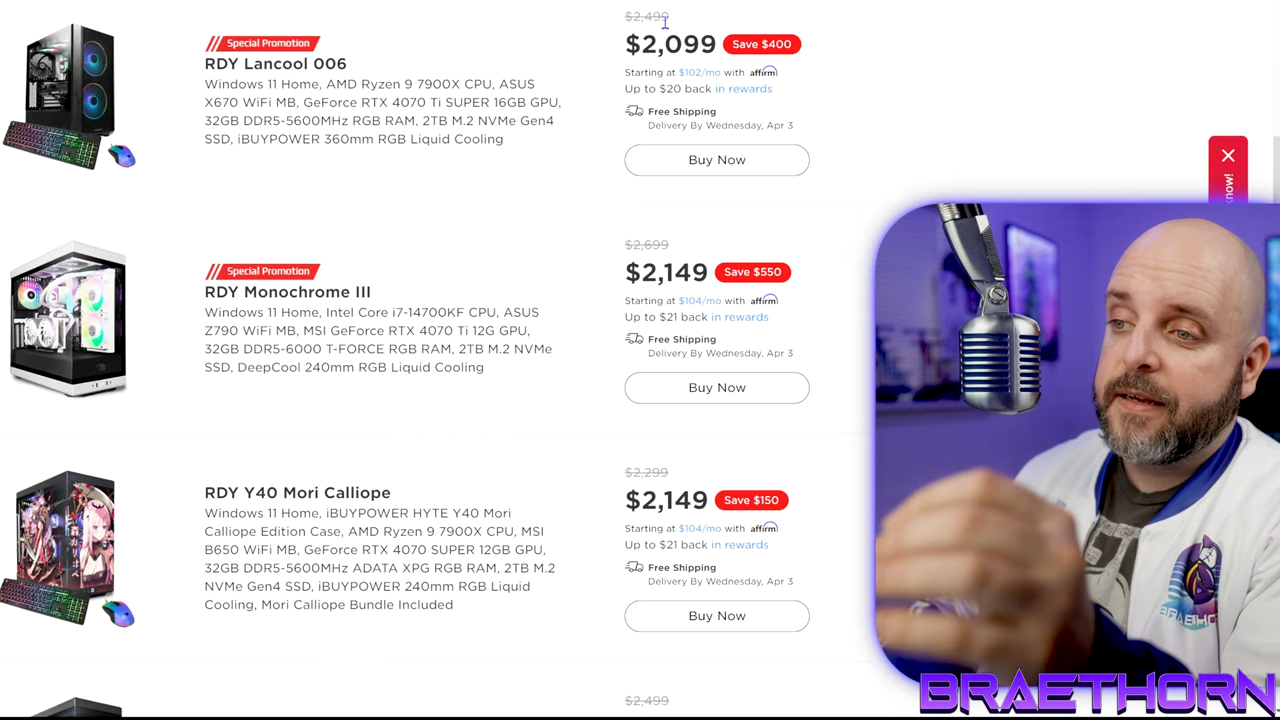 $2,499
Special Promotion
$2,099 Save $400
RDY Lancool 006
Windows 11 Home, AMD Ryzen 9 7900X CPU, ASUS
X670 WiFi MB, GeForce RTX 4070 Ti SUPER 16GB GPU,
32GB DDR5-5600MHz RGB RAM, 2TB M.2 NVMe Gen4
SSD, iBUYPOWER 360mm RGB Liquid Cooling
Starting at $102/mo with affirm
Up to $20 back in rewards
Free Shipping
Delivery By Wednesday, Apr 3
Buy Now
know!
$2,699
Special Promotion
$2,149 Save $550
RDY Monochrome III
Windows 11 Home, Intel Core i7-14700KF CPU, ASUS
Z790 WiFi MB, MSI GeForce RTX 4070 Ti 12G GPU,
32GB DDR5-6000 T-FORCE RGB RAM, 2TB M.2 NVMe
SSD, DeepCool 240mm RGB Liquid Cooling
Starting at $104/mo with affirm
Up to $21 back in rewards
Free Shipping
Delivery By Wednesday, Apr 3
Buy Now
$2,299
RDY Y40 Mori Calliope
$2,149 Save $150
Windows 11 Home, iBUYPOWER HYTE Y40 Mori
Calliope Edition Case, AMD Ryzen 9 7900X CPU, MSI
B650 WiFi MB, GeForce RTX 4070 SUPER 12GB GPU,
32GB DDR5-5600MHz ADATA XPG RGB RAM, 2TB M.2
NVMe Gen4 SSD, iBUYPOWER 240mm RGB Liquid
Cooling, Mori Calliope Bundle Included
Starting at $104/mo with affirm
Up to $21 back in rewards
Free Shipping
Delivery By Wednesday, Apr 3
Buy Now
$2,499
BRAETHORN